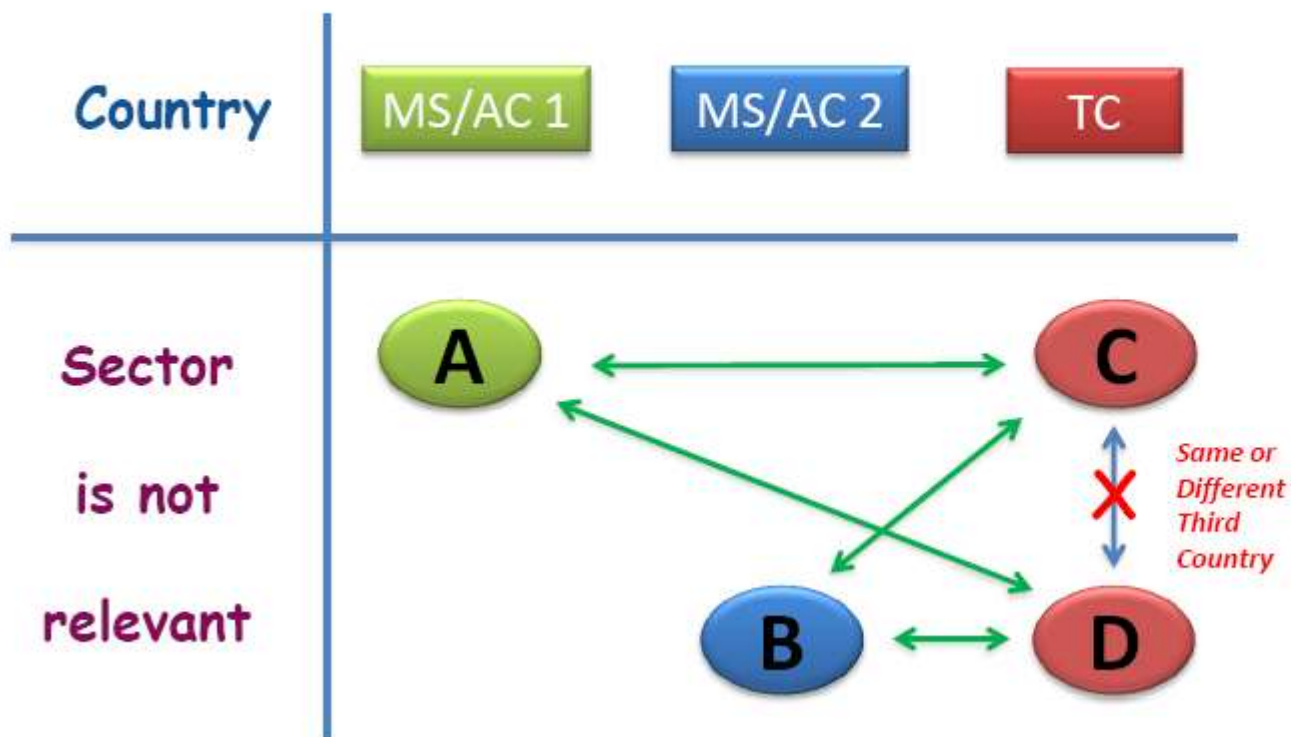 Country
MS/AC 1
MS/AC 2
TC
Sector
is not
relevant
A
C
Same or
Different
Third
Country
B
D